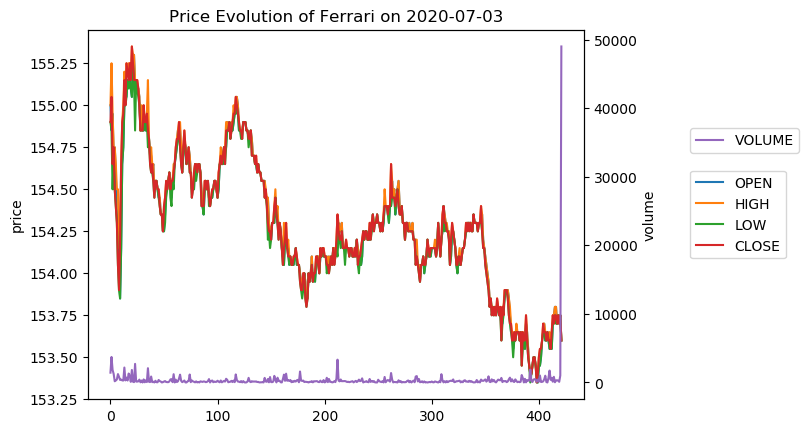 Price Evolution of Ferrari on 2020-07-03
price
155.25
155.00
154.75
154.50
154.25
154.00
153.75
153.50
153.25
0
100
200
300
400
50000
40000
30000
20000
10000
0
volume
VOLUME
OPEN
HIGH
LOW
CLOSE